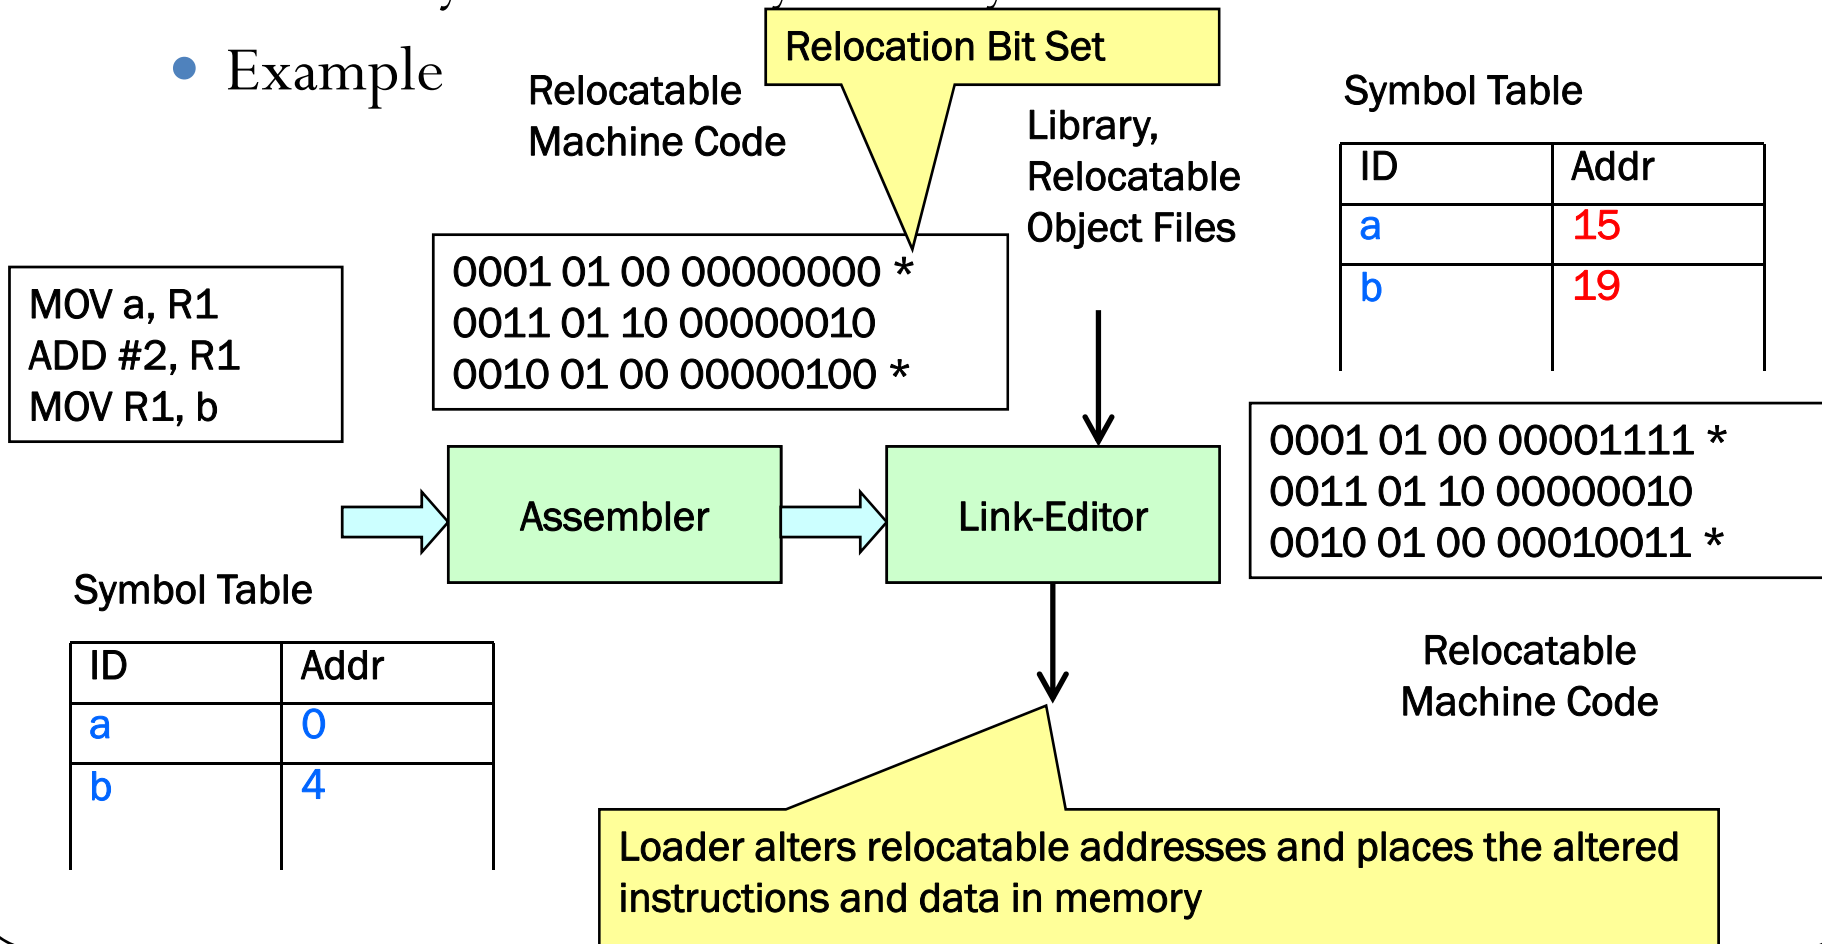 Relocation Bit Set
• Example
Relocatable
Machine Code
Library,
Relocatable
Object Files
Symbol Table
ID Addr
a 15
b 19
MOV a, R1
ADD #2, R1
MOV R1, b
0001 01 00 00000000 *
0011 01 10 00000010
0010 01 00 00000100 *
0001 01 00 00001111 *
0011 01 10 00000010
0010 01 00 00010011 *
Assembler
Link-Editor
Symbol Table
ID Addr
a 0
b 4
Relocatable
Machine Code
Loader alters relocatable addresses and places the altered
instructions and data in memory